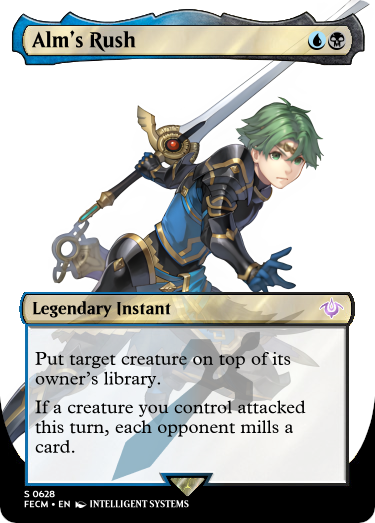 Alm's Rush
Legendary Instant
Put target creature on top of its
owner's library.
If a creature you control attacked
this turn, each opponent mills a
card.
S 0628
FECM • EN INTELLIGENT SYSTEMS